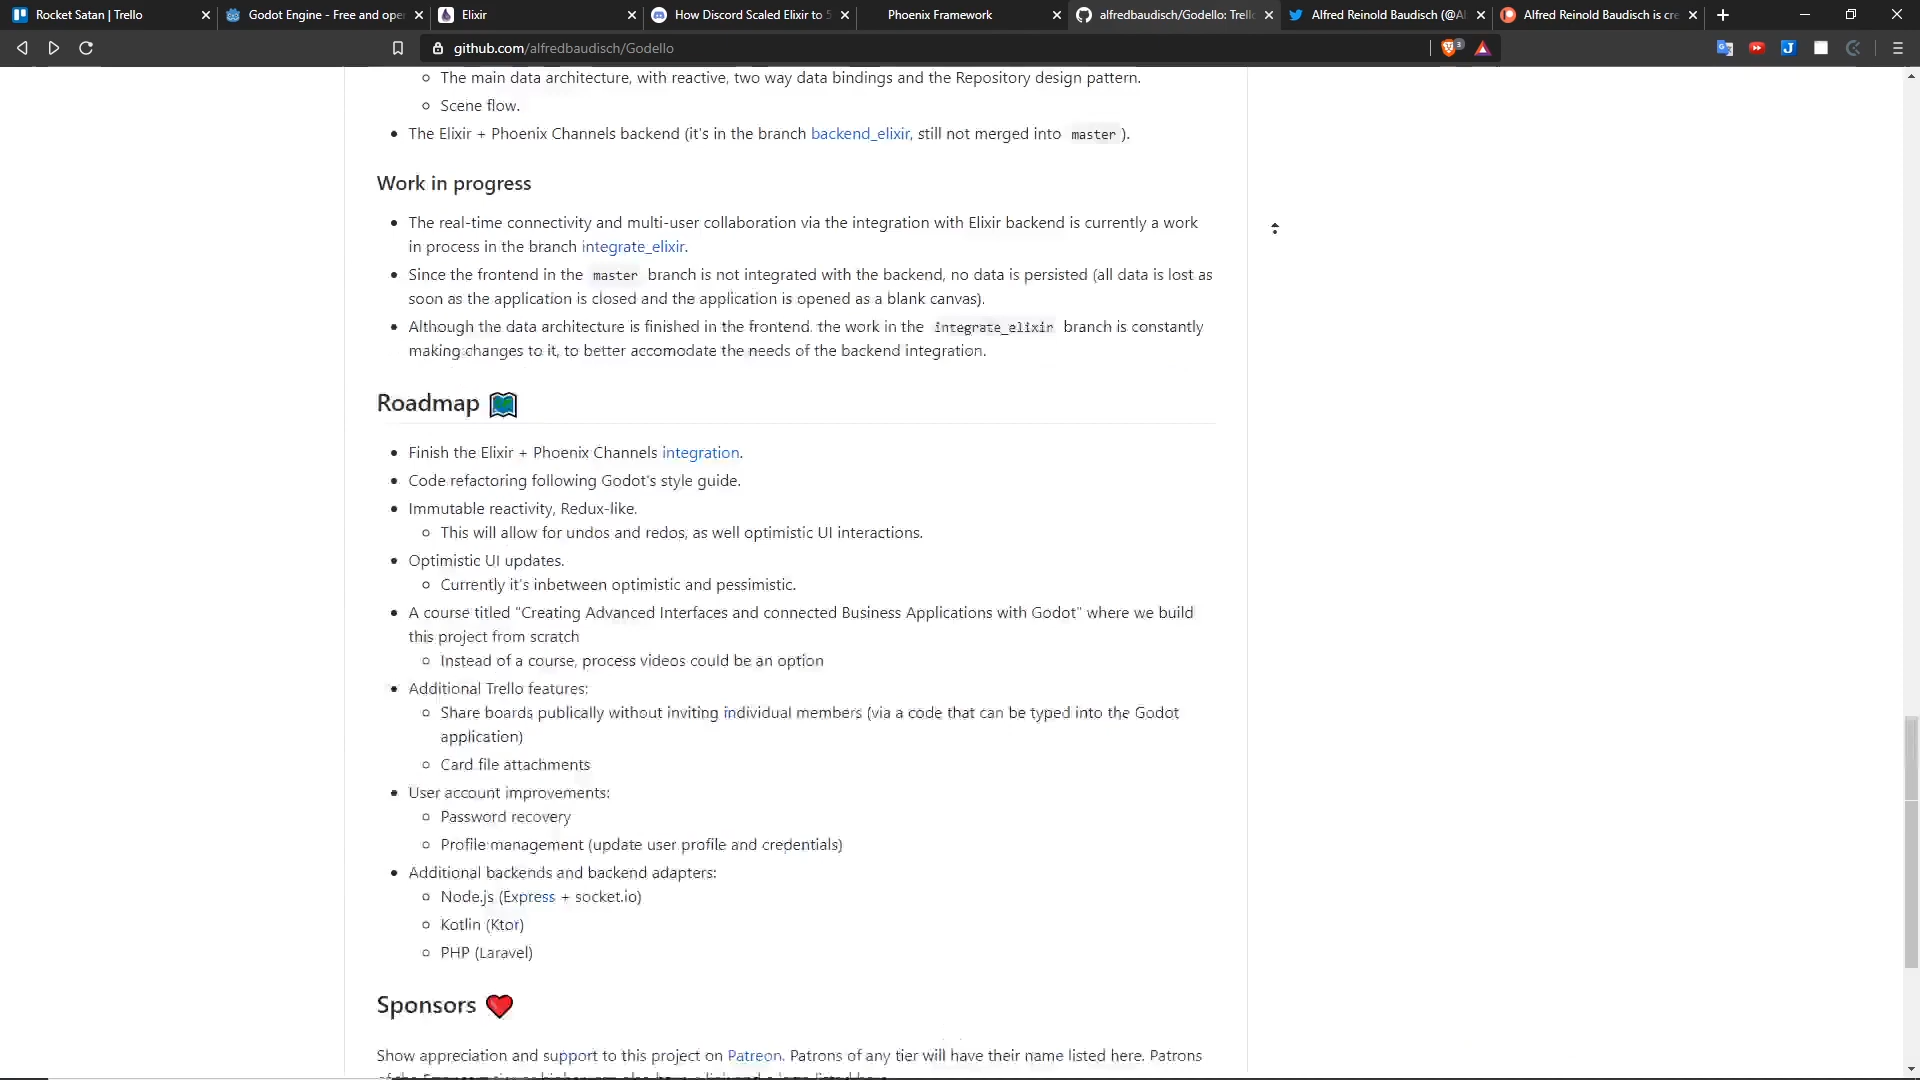 Rocket Satan | Trello
Godot Engine - Free and ope
Elixir
How Discord Scaled Elixir to 5
Phoenix Framework
alfredbaudisch/Godello: Trell
Alfred Reinold Baudisch (@Al
Alfred Reinold Baudisch is cre
github.com/alfredbaudisch/Godello
The main data architecture, with reactive, two way data bindings and the Repository design pattern.
Scene flow.
The Elixir + Phoenix Channels backend (it's in the branch backend_elixir, still not merged into master ).
Work in progress
The real-time connectivity and multi-user collaboration via the integration with Elixir backend is currently a work
in process in the branch integrate_elixir.
Since the frontend in the master branch is not integrated with the backend, no data is persisted (all data is lost as
soon as the application is closed and the application is opened as a blank canvas).
Although the data architecture is finished in the frontend. the work in the integrate_elixir branch is constantly
making changes to it, to better accomodate the needs of the backend integration.
Roadmap
Finish the Elixir + Phoenix Channels integration.
Code refactoring following Godot's style guide.
Immutable reactivity, Redux-like.
This will allow for undos and redos, as well optimistic UI interactions.
Optimistic UI updates.
Currently it's inbetween optimistic and pessimistic.
A course titled "Creating Advanced Interfaces and connected Business Applications with Godot" where we build
this project from scratch
Instead of a course, process videos could be an option
Additional Trello features:
Share boards publically without inviting individual members (via a code that can be typed into the Godot
application)
Card file attachments
User account improvements:
Password recovery
Profile management (update user profile and credentials)
Additional backends and backend adapters:
Node.js (Express + socket.io)
Kotlin (Ktor)
PHP (Laravel)
Sponsors
Show appreciation and support to this project on Patreon. Patrons of any tier will have their name listed here. Patrons